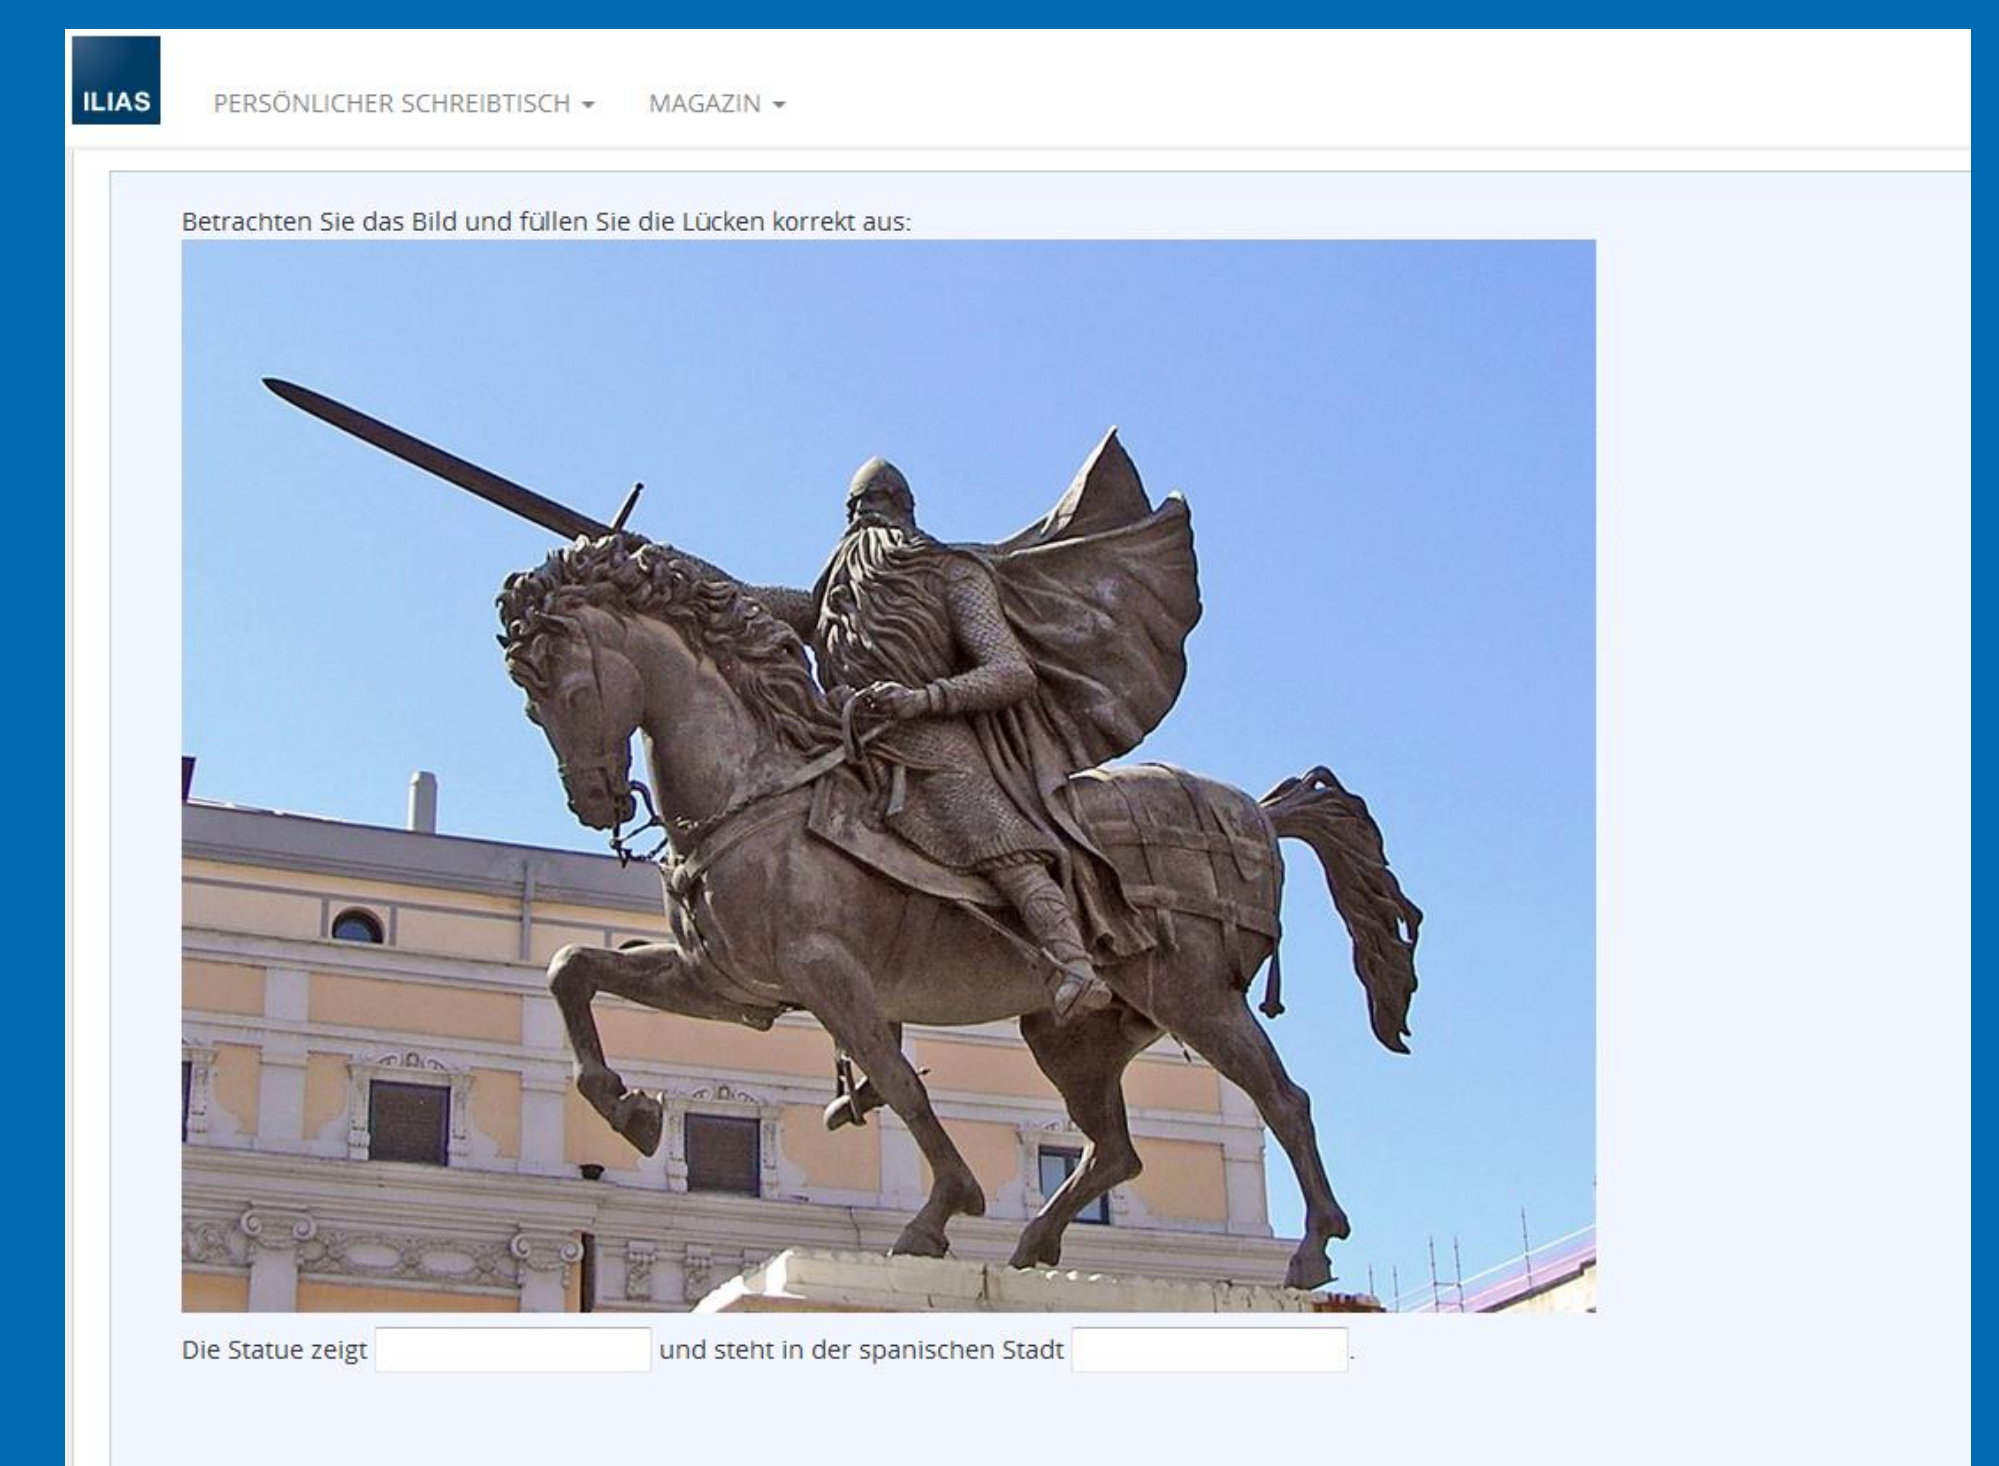 ILIAS
PERSÖNLICHER SCHREIBTISCH
MAGAZIN
Betrachten Sie das Bild und füllen Sie die Lücken korrekt aus:
Die Statue zeigt und steht in der spanischen Stadt .